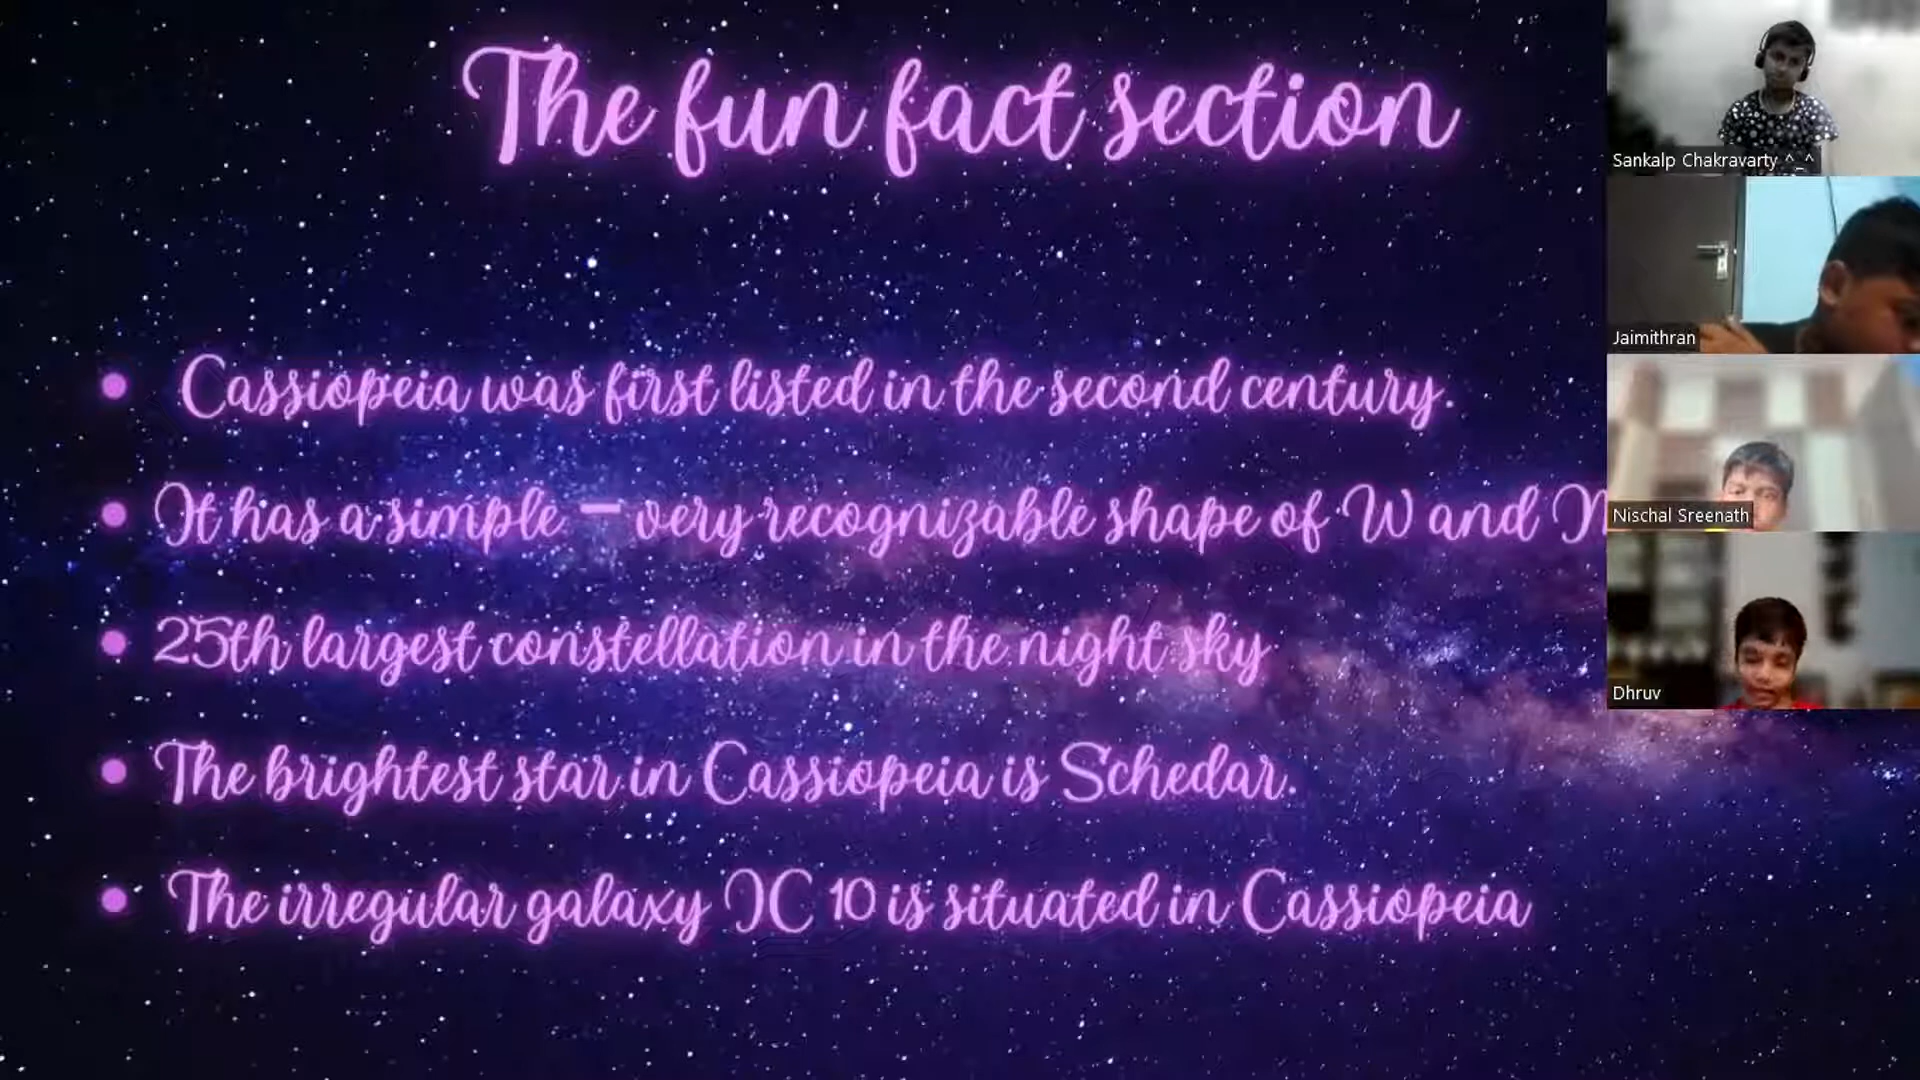 The fun fact section
Cassiopeia was first listed in the second century.
It has a simple - very recognizable shape of W and
25th largest constellation in the night sky
The brightest star in Cassiopeia is Schedar.
The irregular galaxy IC 10 is situated in Cassiopeia
Sankalp Chakravarty ^_^
Jaimithran
Nischal Sreenath
Dhruv